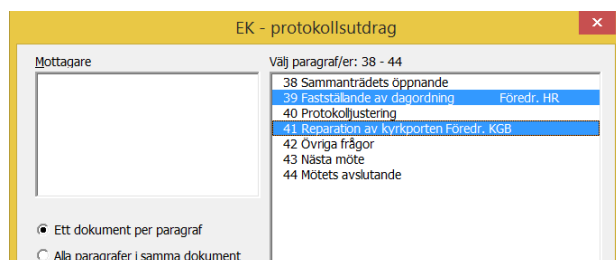 EK - protokollsutdrag
Mottagare
Välj paragraf/er: 38 - 44
38 Sammanträdets öppnande
39 Fastställande av dagordning Föredr. HR
40 Protokolljustering
41 Reparation av kyrkporten Föredr. KGB
42 Övriga frågor
43 Nästa möte
44 Mötets avslutande
Ett dokument per paragraf
Alla paragrafer i samma dokument